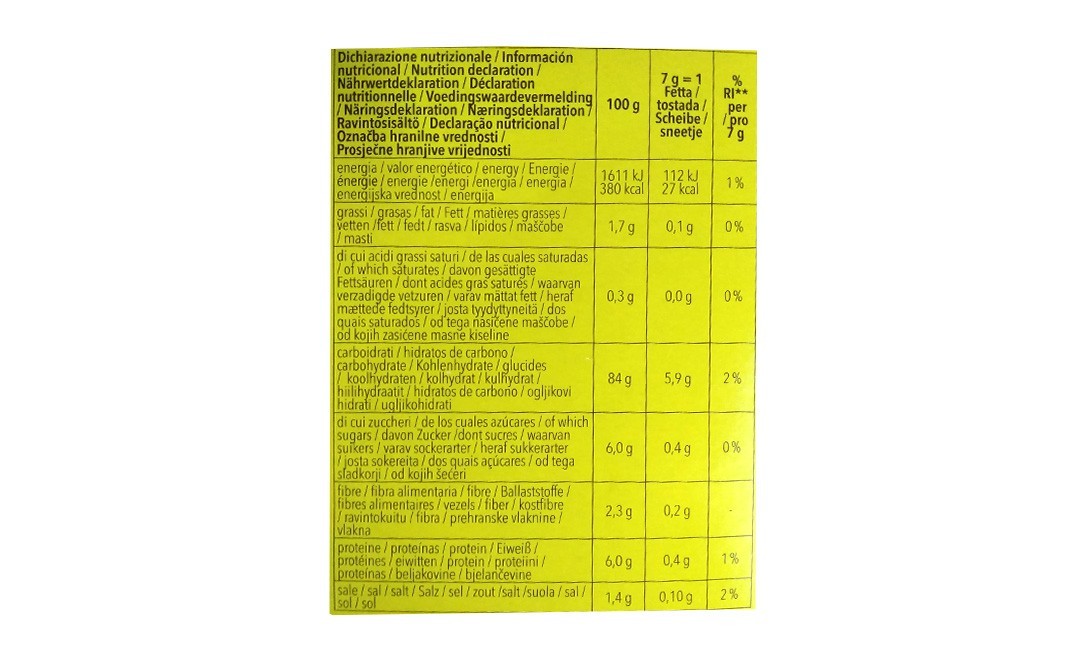 Dichiarazione nutrizionale / Información
nutricional / Nutrition declaration /
Nährwertdeklaration / Déclaration
nutritionnelle / Voedingswaardevermelding
/ Näringsdeklaration / Næringsdeklaration /
Ravintosisältö / Declaração nutricional /
Označba hranilne vrednosti /
Prosječne hranjive vrijednosti
100 g
7 g = 1
Fetta /
tostada /
Scheibe /
sneetje
%
RI**
per
/ pro
7 g
energia / valor energético / energy / Energie /
énergie / energie /energi /energia / energia /
energijska vrednost / energija
1611 kJ
380 kcal
112 kJ
27 kcal
1%
grassi / grasas / fat / Fett / matières grasses /
vetten /fett / fedt / rasva / lípidos / maščobe
/ masti
1,7 g
0,1 g
0%
di cui acidi grassi saturi / de las cuales saturadas
/ of which saturates / davon gesättigte
Fettsäuren / dont acides gras saturés / waarvan
verzadigde vetzuren / varav mättat fett / heraf
mættede fedtsyrer / josta tyydyttyneitä / dos
quais saturados / od tega nasičene maščobe /
od kojih zasićene masne kiseline
0,3 g
0,0 g
0%
carboidrati / hidratos de carbono /
carbohydrate / Kohlenhydrate / glucides
/ koolhydraten / kolhydrat / kulhydrat /
hiilihydraatit / hidratos de carbono / ogljikovi
hidrati / ugljikohidrati
84 g
5,9 g
2%
di cui zuccheri / de los cuales azúcares / of which
sugars / davon Zucker /dont sucres / waarvan
suikers / varav sockerarter / heraf sukkerarter
/ josta sokereita / dos quais açúcares / od tega
sladkorji / od kojih šećeri
6,0 g
0,4 g
0%
fibre / fibra alimentaria / fibre / Ballaststoffe /
fibres alimentaires / vezels / fiber / kostfibre
/ ravintokuitu / fibra / prehranske vlaknine /
vlakna
2,3 g
0,2 g
-
proteine / proteínas / protein / Eiweiß /
protéines / eiwitten / protein / proteiini /
proteínas / beljakovine / bjelančevine
6,0 g
0,4 g
1%
sale / sal / salt / Salz / sel / zout /salt /suola / sal /
sol / sol
1,4 g
0,10 g
2%